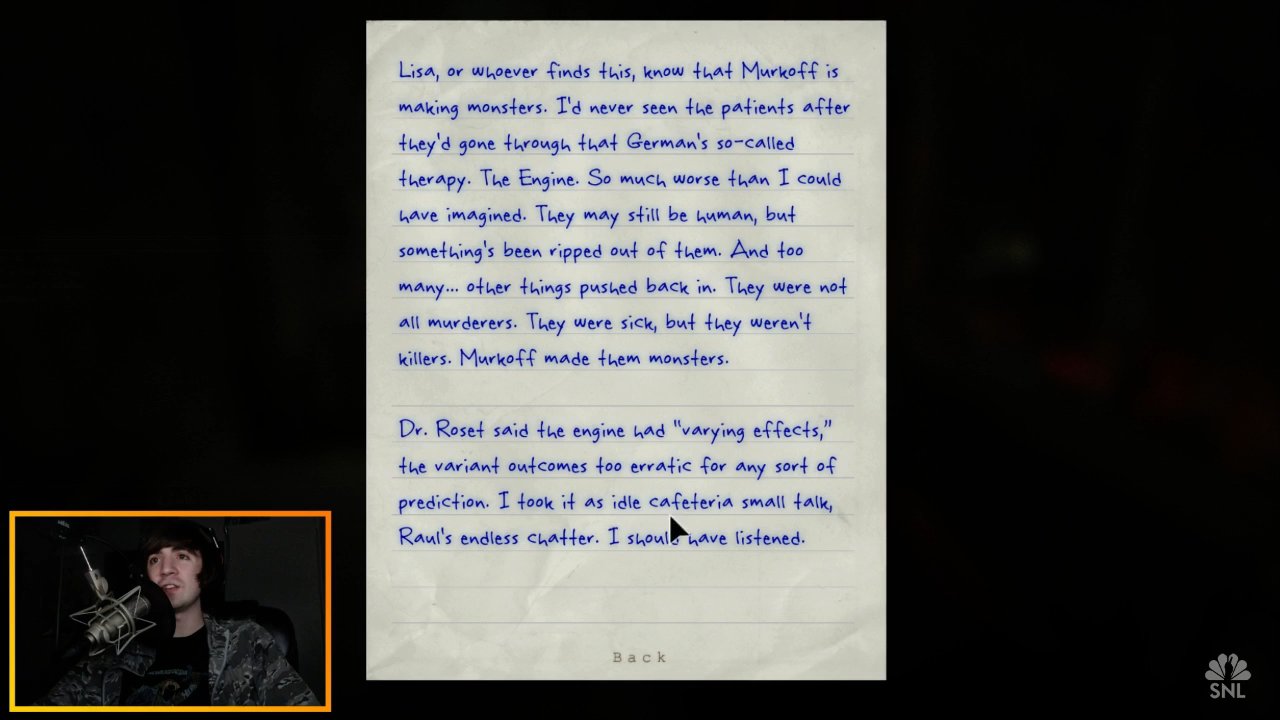 Lisa, or whoever finds this, know that Murkoff is
making monsters. I'd never seen the patients after
they'd gone through that German's so-called
therapy. The Engine. So much worse than I could
have imagined. They may still be human, but
something's been ripped out of them. And too
many... other things pushed back in. They were not
all murderers. They were sick, but they weren't
killers. Murkoff made them monsters.
Dr. Roset said the engine had "varying effects,"
the variant outcomes too erratic for any sort of
prediction. I took it as idle cafeteria small talk,
Raul's endless chatter. I should have listened.
Back
SNL